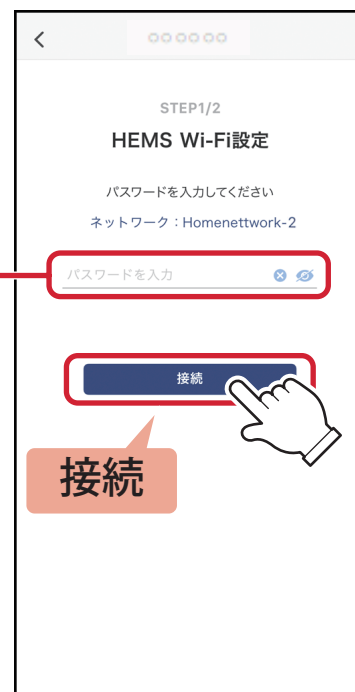 STEP1/2
HEMS Wi-Fi設定
パスワードを入力してください
ネットワーク：Homenettwork-2
パスワードを入力
接続
接続